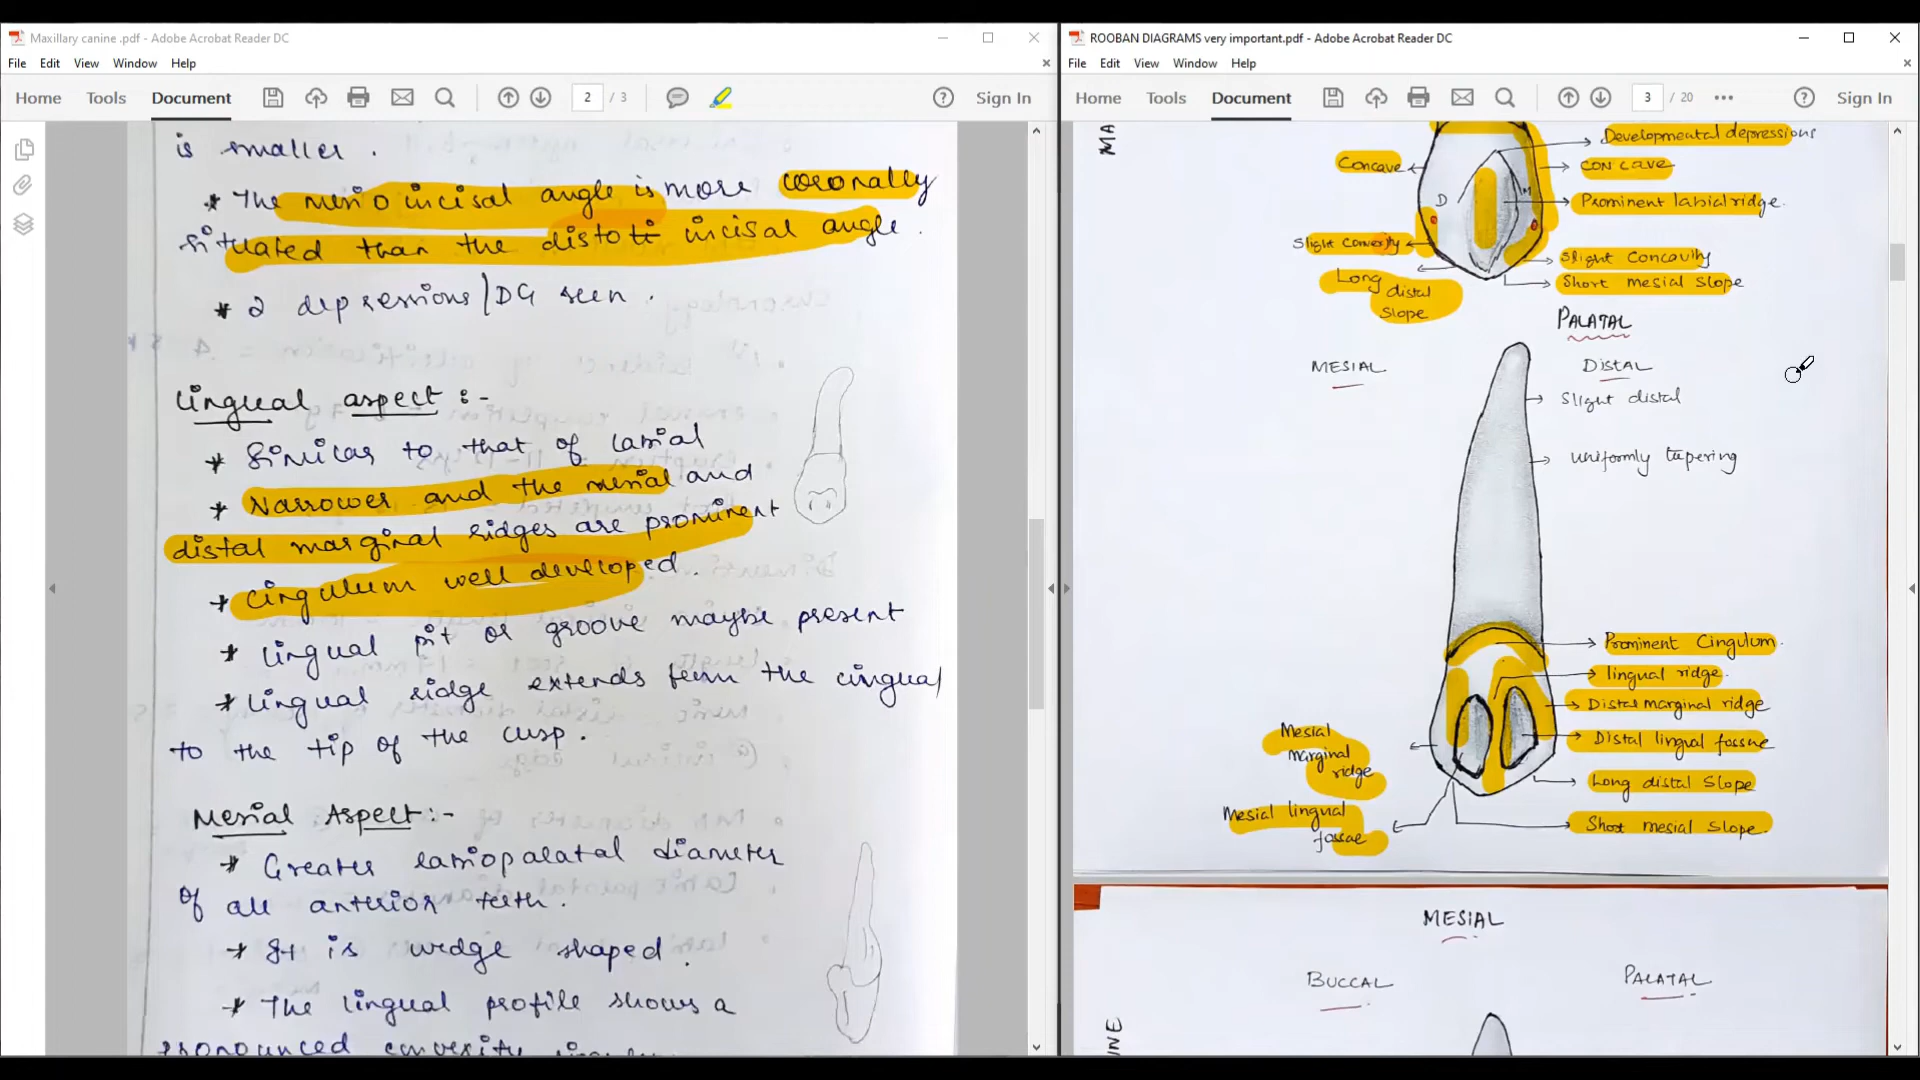 Maxillary canine .pdf - Adobe Acrobat Reader DC
File Edit View Window Help
Home Tools Document 2 / 3 Sign In
is smaller .
* The mesio incisal angle is more coronally
situated than the disto incisal angle .
* 2 depressions/DG seen .
Lingual aspect :-
* Similar to that of labial
* Narrower and the mesial and
distal marginal ridges are prominent
* cingulum well developed .
* lingual pit or groove maybe present
* lingual ridge extends from the cingual
to the tip of the cusp .
Mesial Aspect :-
* Greater labiopalatal diameter
of all anterior teeth .
* It is wedge shaped .
* The lingual profile shows a
pronounced convexity
ROOBAN DIAGRAMS very important.pdf - Adobe Acrobat Reader DC
File Edit View Window Help
Home Tools Document 3 / 20 ••• Sign In
MA
Developmental depressions
Concave
concave
D
M
Prominent labial ridge.
Slight convexity
Slight Concavity
Long distal slope
Short mesial slope
PALATAL
MESIAL
DISTAL
Slight distal
uniformly tapering
Prominent Cingulum.
lingual ridge.
Distal marginal ridge
Mesial marginal ridge
Distal lingual fossae
Long distal slope
Mesial lingual fossae
Short mesial slope.
MESIAL
BUCCAL
PALATAL